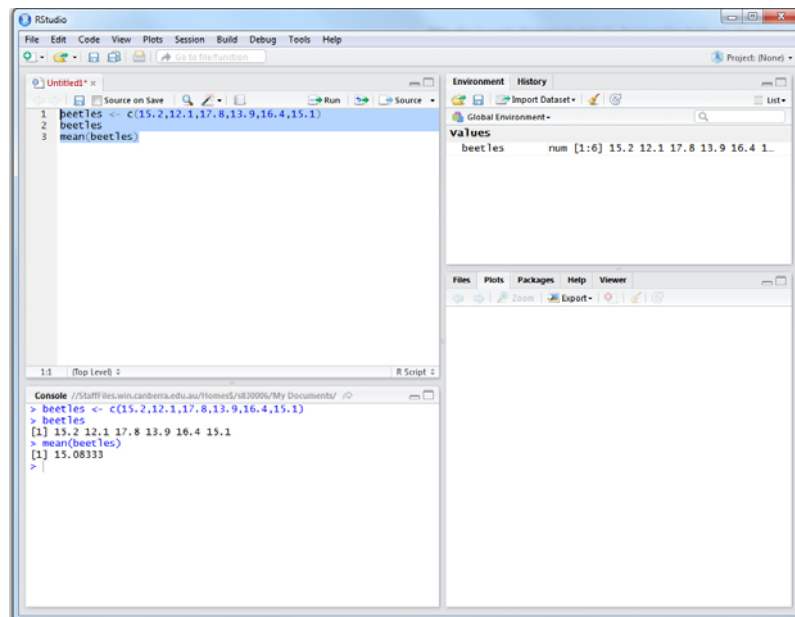 RStudio
File Edit Code View Plots Session Build Debug Tools Help
Go to file/function
Project: (None)
Untitled1* ×
Source on Save
Run
Source
1 beetles <- c(15.2,12.1,17.8,13.9,16.4,15.1)
2 beetles
3 mean(beetles)
1:1 (Top Level) R Script
Console //StaffFiles.win.canberra.edu.au/Homes$/s830006/My Documents/
> beetles <- c(15.2,12.1,17.8,13.9,16.4,15.1)
> beetles
[1] 15.2 12.1 17.8 13.9 16.4 15.1
> mean(beetles)
[1] 15.08333
>
Environment History
Import Dataset
List
Global Environment
Values
beetles num [1:6] 15.2 12.1 17.8 13.9 16.4 1…
Files Plots Packages Help Viewer
Zoom Export